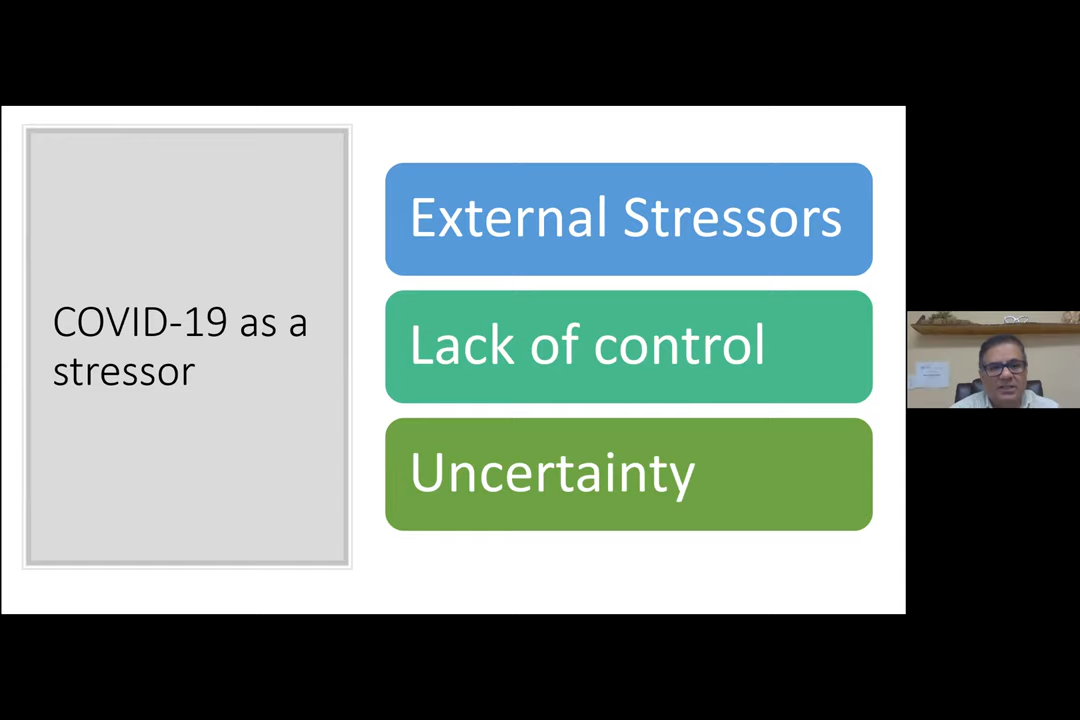 COVID-19 as a
stressor
External Stressors
Lack of control
Uncertainty